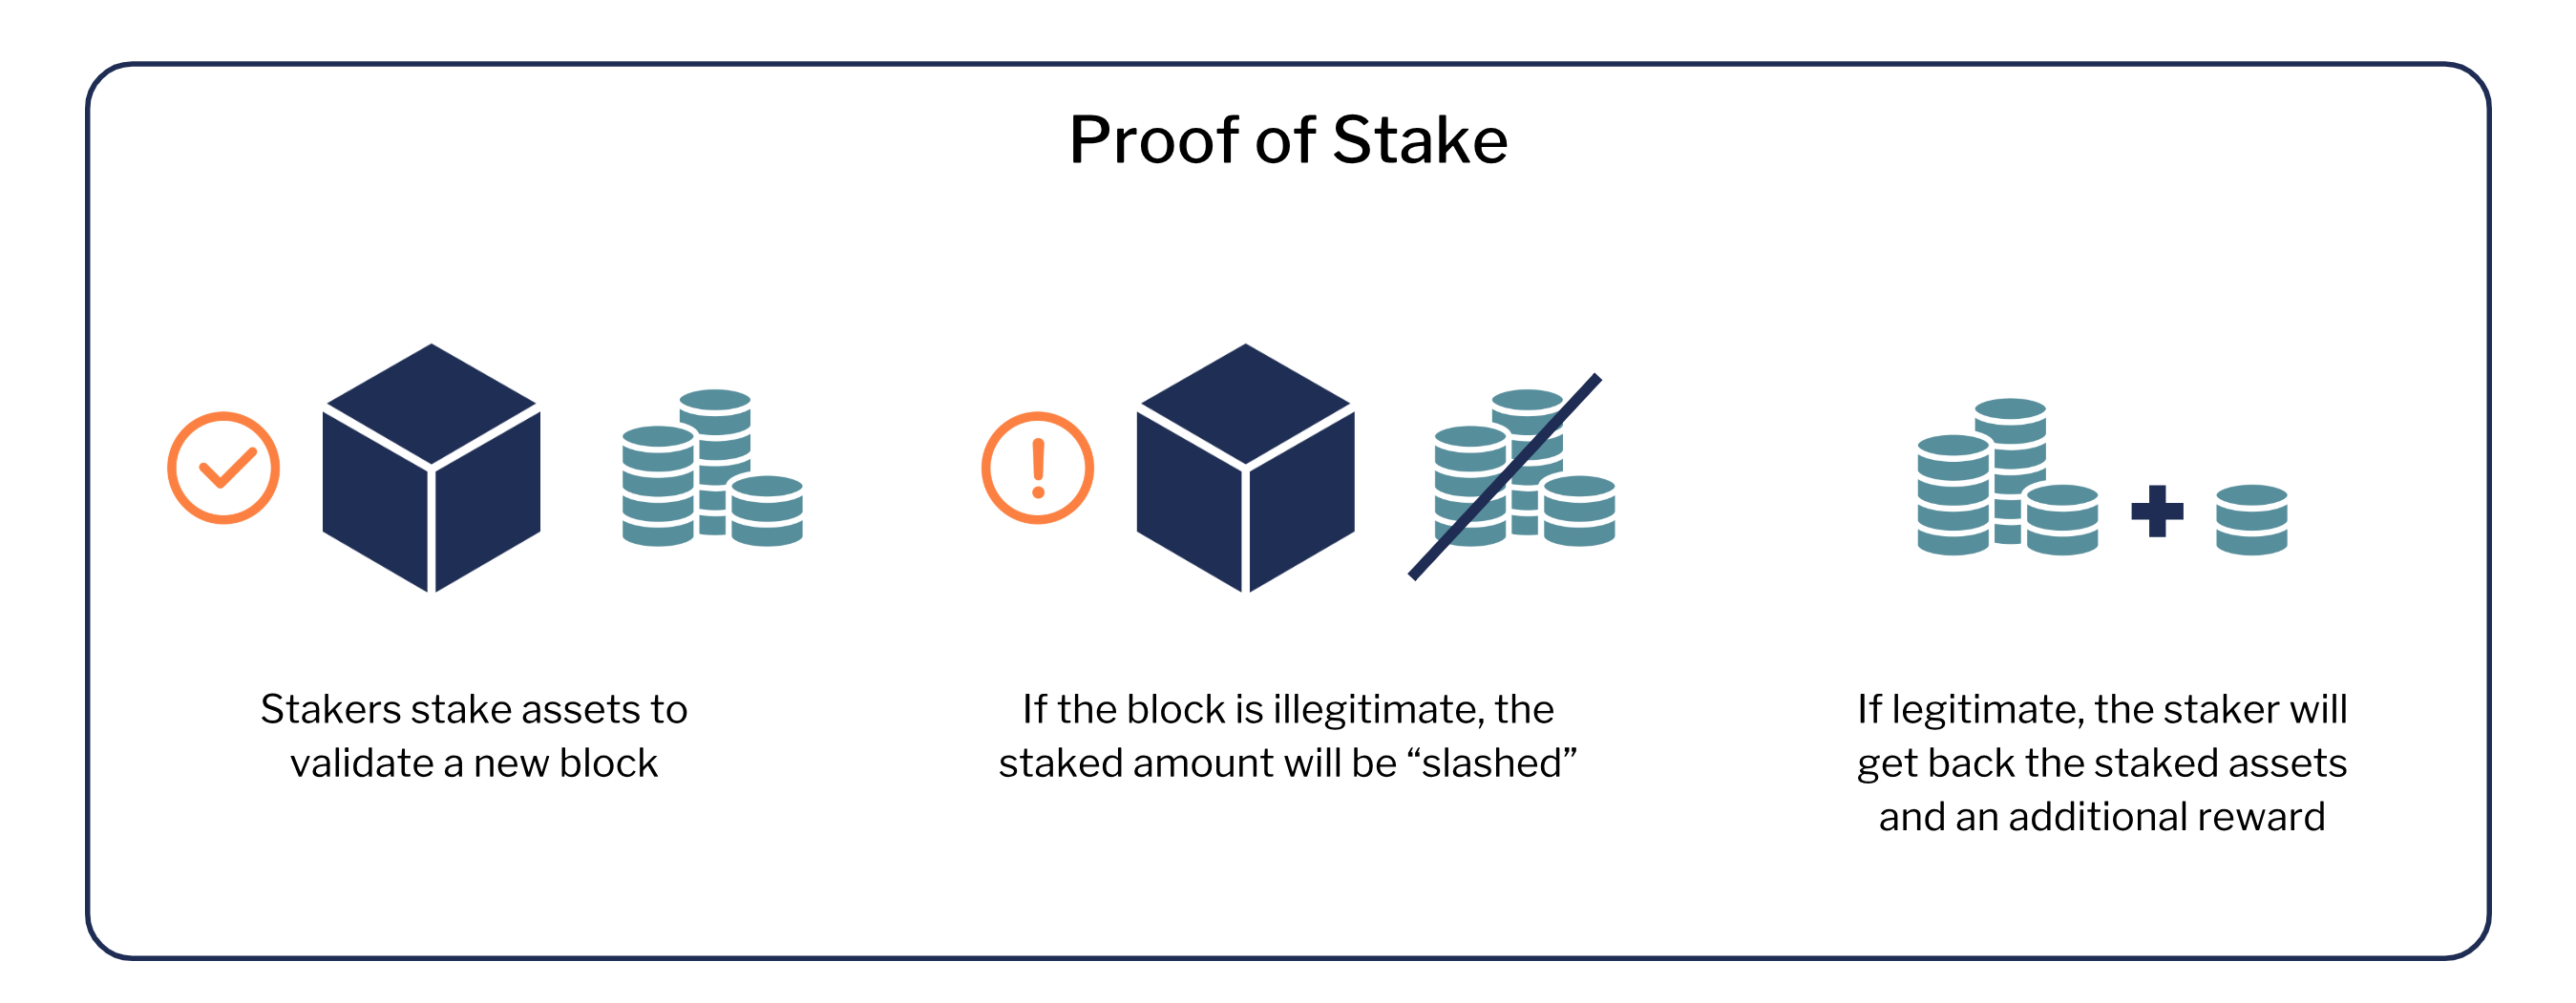 Proof of Stake
Stakers stake assets to
validate a new block
If the block is illegitimate, the
staked amount will be “slashed”
If legitimate, the staker will
get back the staked assets
and an additional reward